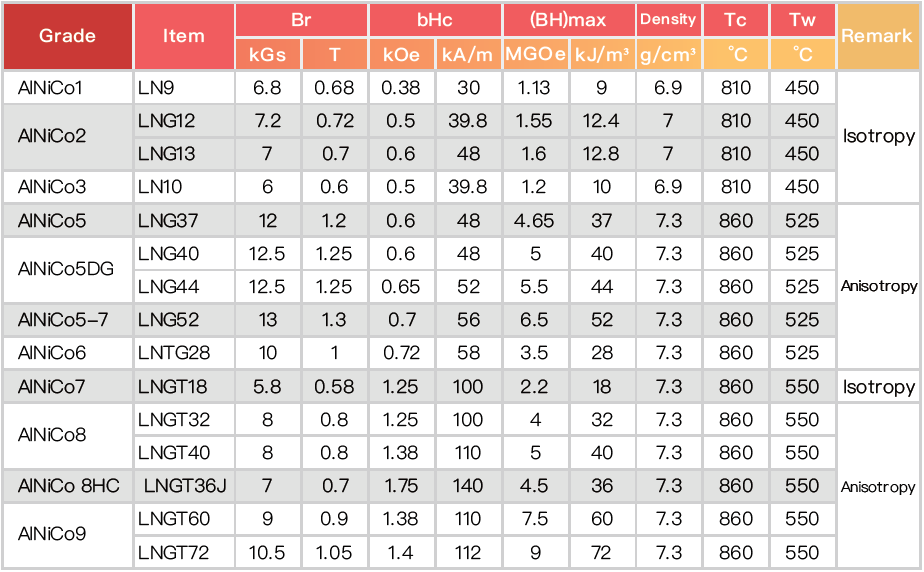 Grade Item Br bHc (BH)max Density Tc Tw Remark
kGs T kOe kA/m MGOe kJ/m³ g/cm³ °C °C
AlNiCo1 LN9 6.8 0.68 0.38 30 1.13 9 6.9 810 450 Isotropy
AlNiCo2 LNG12 7.2 0.72 0.5 39.8 1.55 12.4 7 810 450
LNG13 7 0.7 0.6 48 1.6 12.8 7 810 450
AlNiCo3 LN10 6 0.6 0.5 39.8 1.2 10 6.9 810 450
AlNiCo5 LNG37 12 1.2 0.6 48 4.65 37 7.3 860 525 Anisotropy
AlNiCo5DG LNG40 12.5 1.25 0.6 48 5 40 7.3 860 525
LNG44 12.5 1.25 0.65 52 5.5 44 7.3 860 525
AlNiCo5-7 LNG52 13 1.3 0.7 56 6.5 52 7.3 860 525
AlNiCo6 LNTG28 10 1 0.72 58 3.5 28 7.3 860 525
AlNiCo7 LNGT18 5.8 0.58 1.25 100 2.2 18 7.3 860 550 Isotropy
AlNiCo8 LNGT32 8 0.8 1.25 100 4 32 7.3 860 550 Anisotropy
LNGT40 8 0.8 1.38 110 5 40 7.3 860 550
AlNiCo 8HC LNGT36J 7 0.7 1.75 140 4.5 36 7.3 860 550
AlNiCo9 LNGT60 9 0.9 1.38 110 7.5 60 7.3 860 550
LNGT72 10.5 1.05 1.4 112 9 72 7.3 860 550